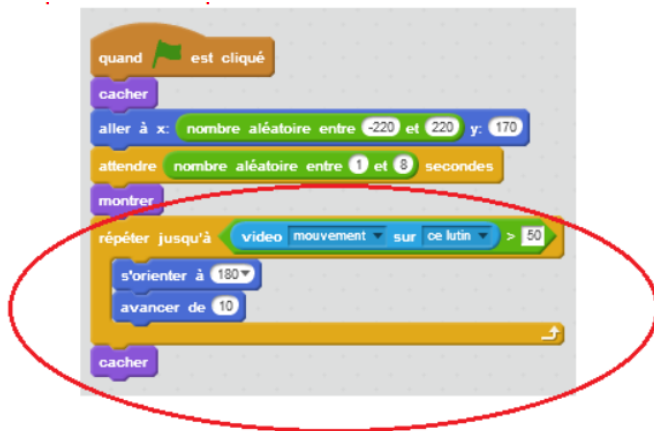 quand est cliqué
cacher
aller à x: nombre aléatoire entre -220 et 220 y: 170
attendre nombre aléatoire entre 1 et 8 secondes
montrer
répéter jusqu'à video mouvement sur ce lutin > 50
s'orienter à 180
avancer de 10
cacher